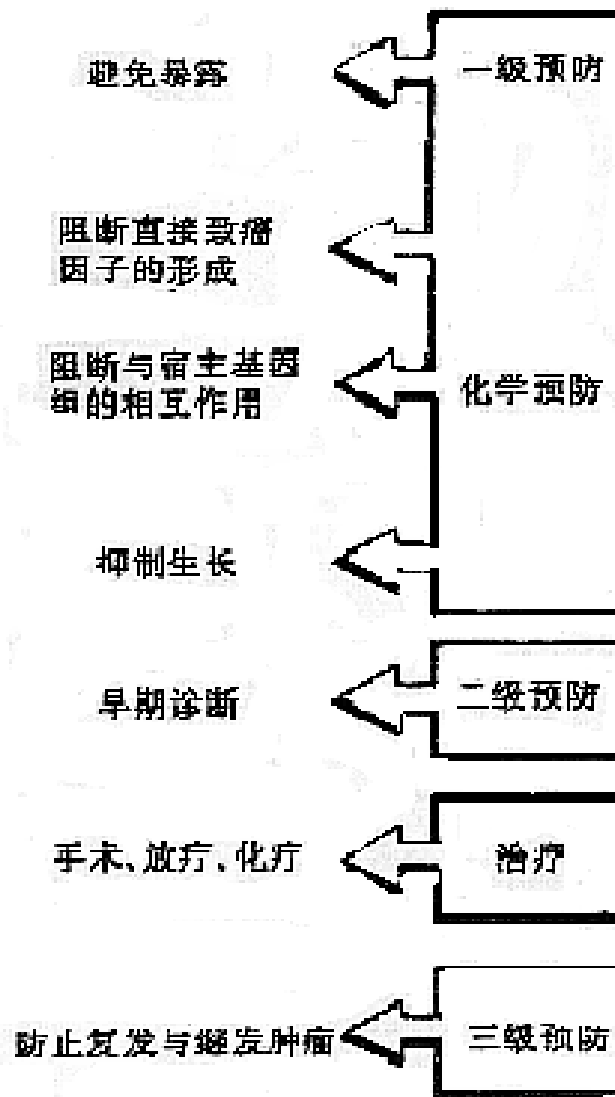 避免暴露
一级预防
阻断直接致癌
因子的形成
阻断与宿主基因
组的相互作用
化学预防
抑制生长
早期诊断
二级预防
手术、放疗、化疗
治疗
防止复发与继发肿瘤
三级预防